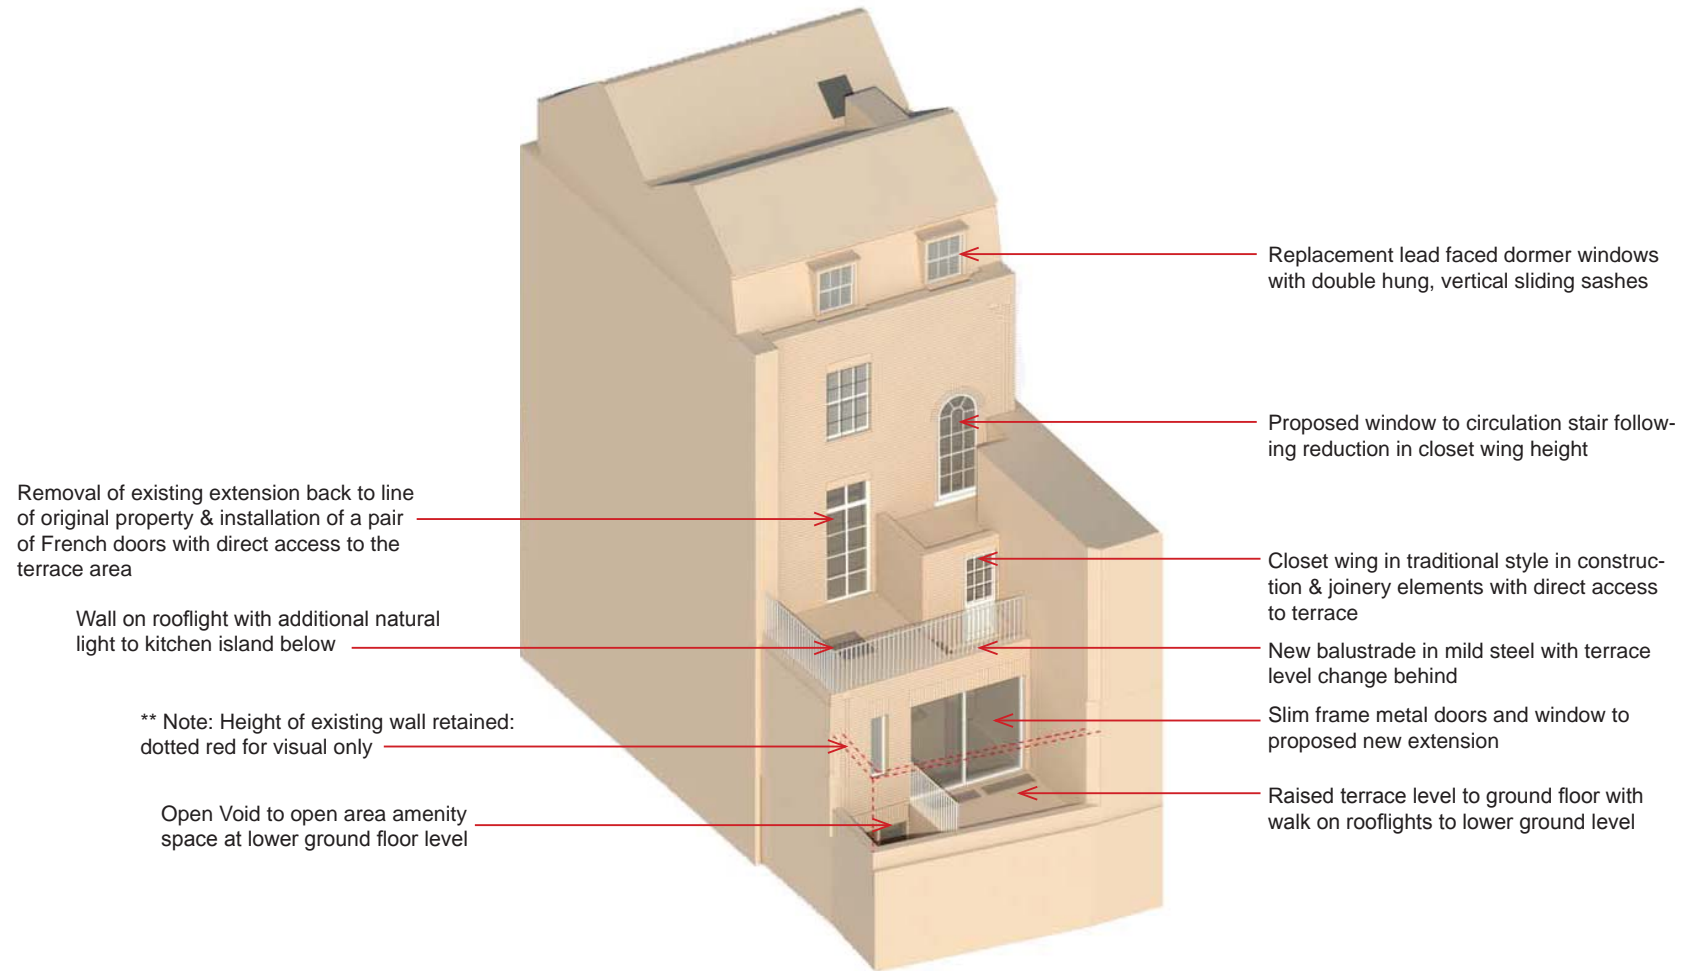 Replacement lead faced dormer windows
with double hung, vertical sliding sashes
Proposed window to circulation stair follow-
ing reduction in closet wing height
Removal of existing extension back to line
of original property & installation of a pair
of French doors with direct access to the
terrace area
Closet wing in traditional style in construc-
tion & joinery elements with direct access
to terrace
Wall on rooflight with additional natural
light to kitchen island below
New balustrade in mild steel with terrace
level change behind
** Note: Height of existing wall retained:
dotted red for visual only
Slim frame metal doors and window to
proposed new extension
Open Void to open area amenity
space at lower ground floor level
Raised terrace level to ground floor with
walk on rooflights to lower ground level